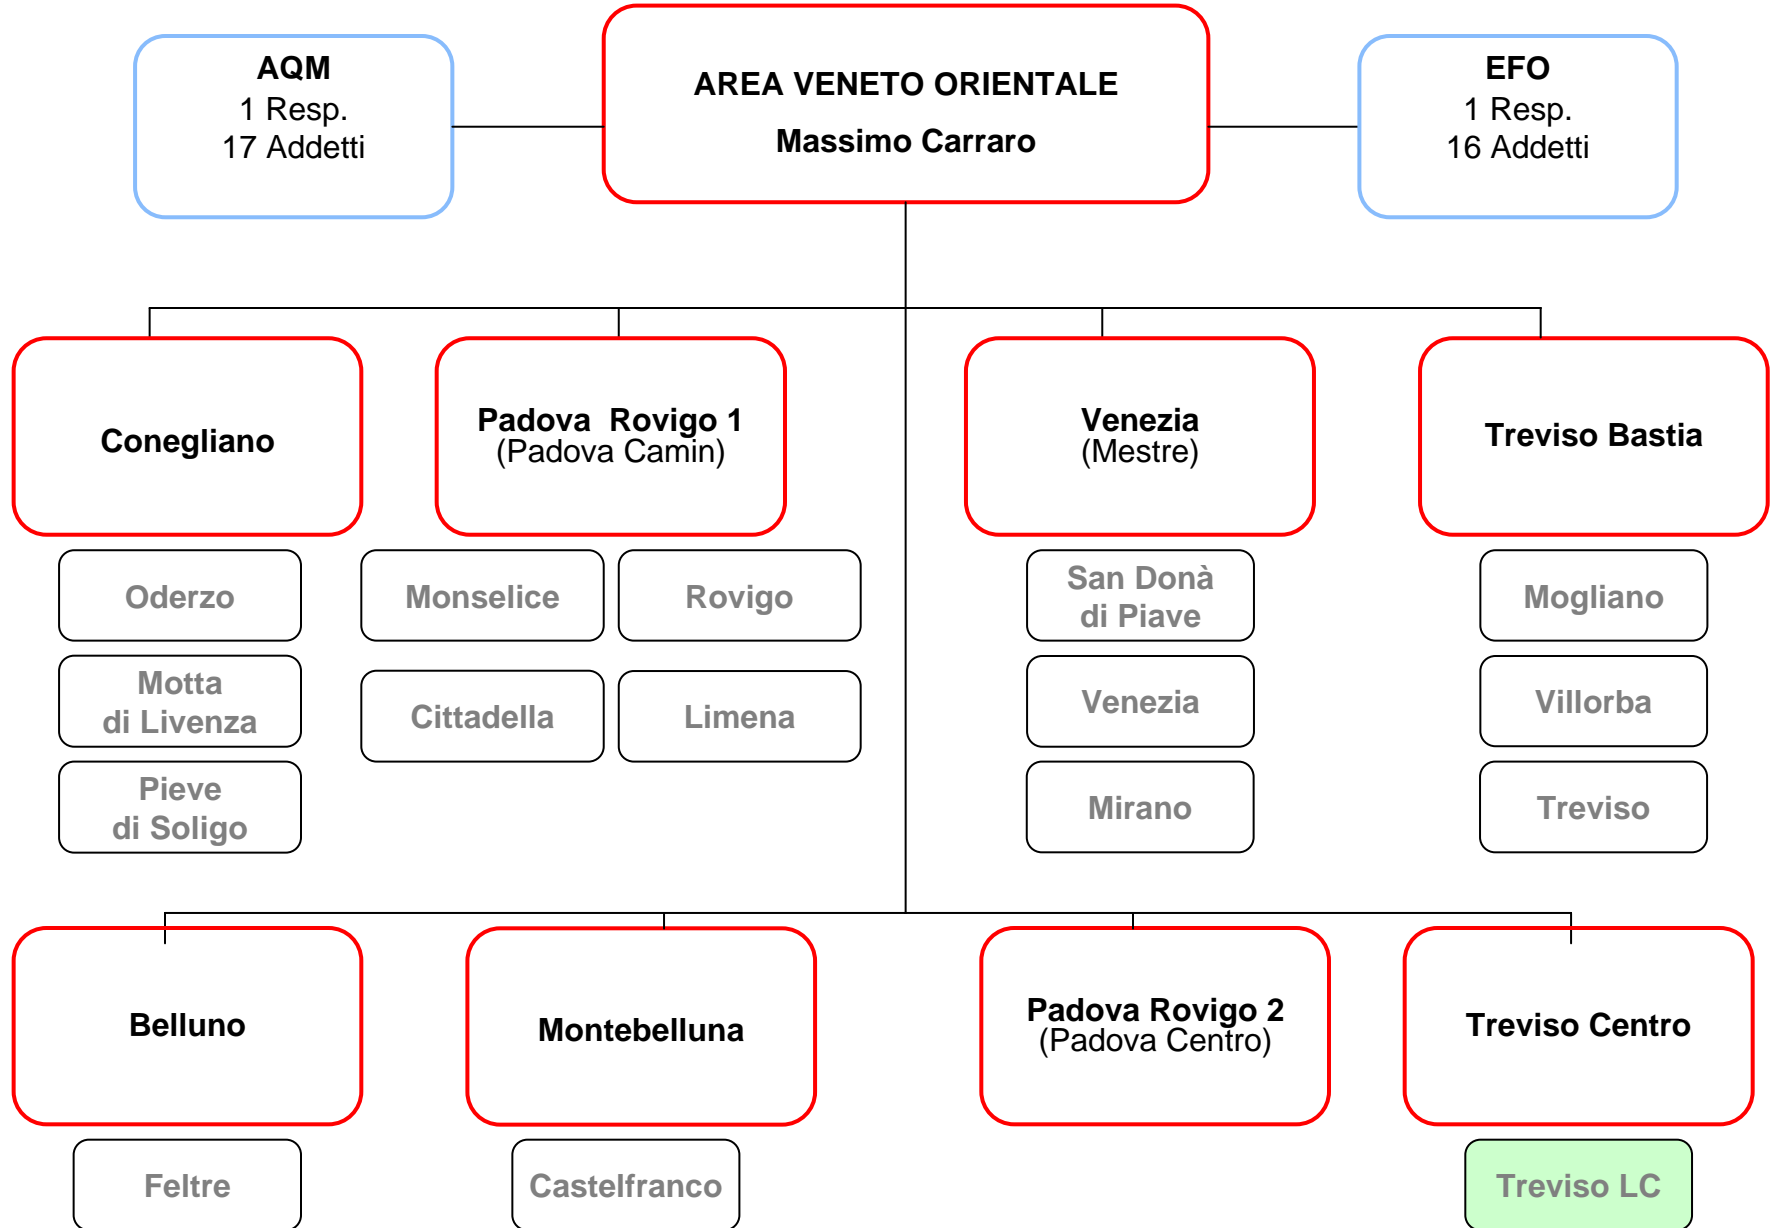 AQM
1 Resp.
17 Addetti
AREA VENETO ORIENTALE
Massimo Carraro
EFO
1 Resp.
16 Addetti
Conegliano
Padova  Rovigo 1
(Padova Camin)
Venezia
(Mestre)
Treviso Bastia
Oderzo
Monselice
Rovigo
San Donà
di Piave
Mogliano
Motta
di Livenza
Cittadella
Limena
Venezia
Villorba
Pieve
di Soligo
Mirano
Treviso
Belluno
Montebelluna
Padova Rovigo 2
(Padova Centro)
Treviso Centro
Feltre
Castelfranco
Treviso LC